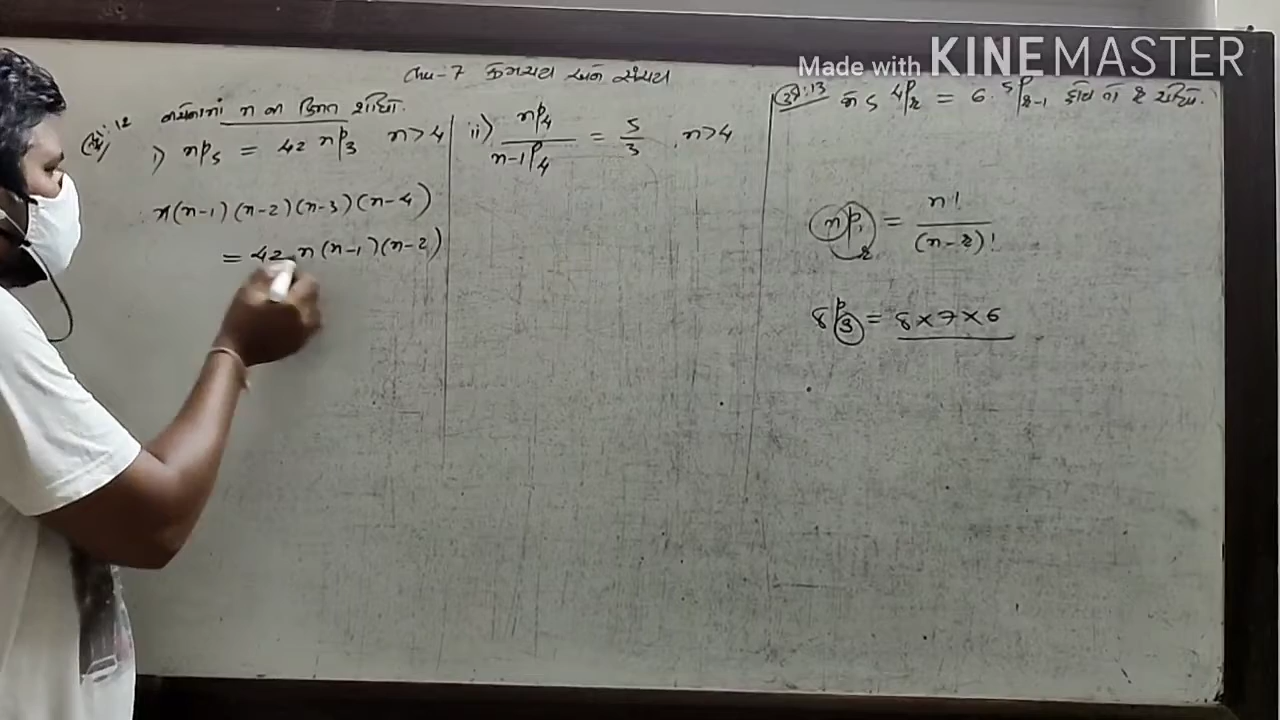 Made with KINEMASTER
Ch-7 ક્રમચય અને સંચય
ઉદા: 12 નીચેનામાં n ની કિંમત શોધો.
i) nP5 = 42 nP3 n>4
n(n-1)(n-2)(n-3)(n-4)
= 42 n(n-1)(n-2)
ii) nP4 / n-1P4 = 5/3 , n>4
ઉદા: 13 જો 5 4Pr = 6. 5Pr-1 હોય તો r શોધો.
nPr = n! / (n-r)!
8P3 = 8×7×6